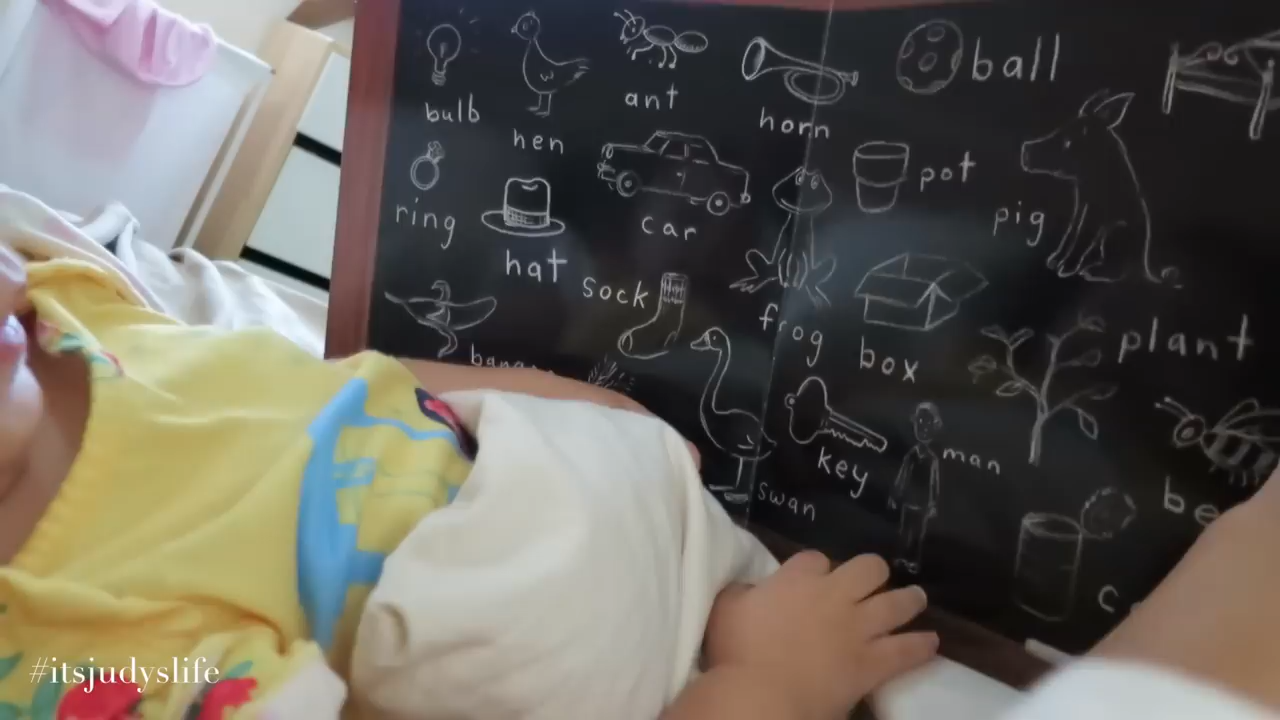 bulb
hen
ant
horn
ball
ring
hat
car
pot
pig
sock
frog
box
plant
key
man
swan
#itsjudyslife